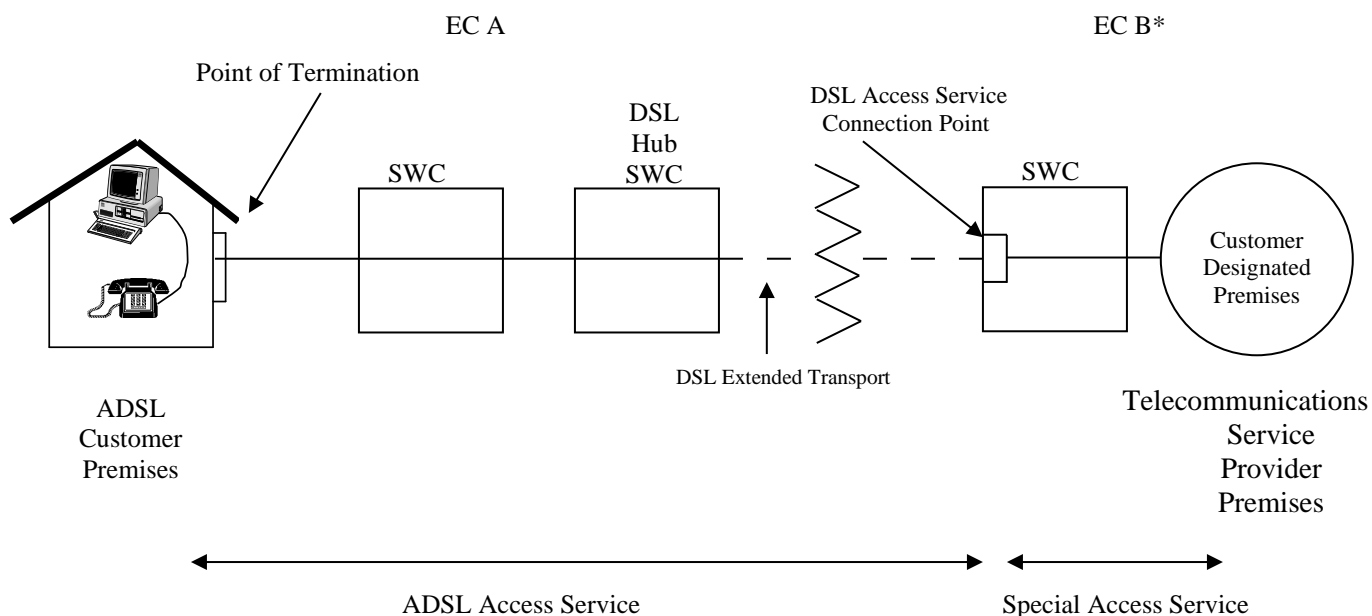 EC A
EC B*
Point of Termination
DSL Access Service
Connection Point
DSL
Hub
SWC
SWC
SWC
Customer
Designated
Premises
DSL Extended Transport
ADSL
Customer
Premises
Telecommunications
Service
Provider
Premises
ADSL Access Service
Special Access Service